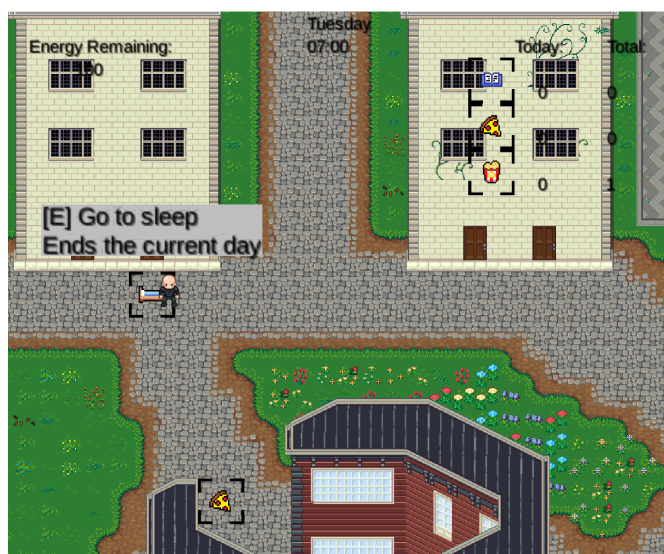 Tuesday
07:00
Energy Remaining:
100
Today:
Total:
0
0
0
0
0
1
[E] Go to sleep
Ends the current day